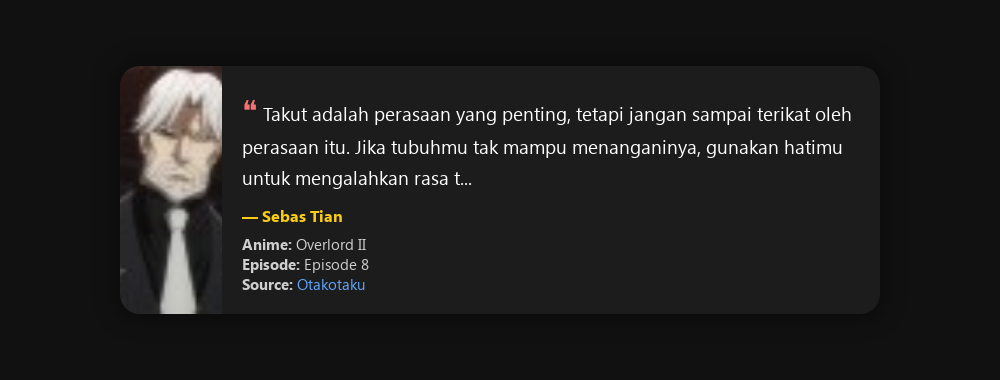 ❝ Takut adalah perasaan yang penting, tetapi jangan sampai terikat oleh
perasaan itu. Jika tubuhmu tak mampu menanganinya, gunakan hatimu
untuk mengalahkan rasa t...
— Sebas Tian
Anime: Overlord II
Episode: Episode 8
Source: Otakotaku